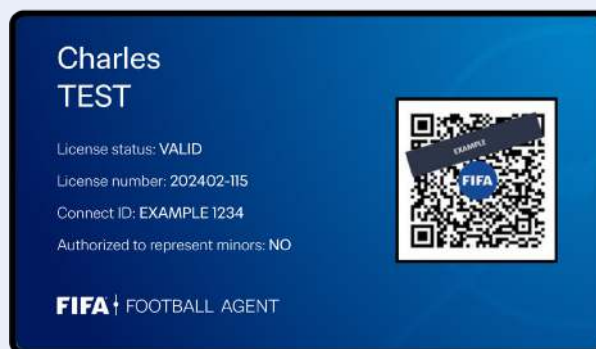 Charles
TEST
License status: VALID
License number: 202402-115
Connect ID: EXAMPLE 1234
Authorized to represent minors: NO
EXAMPLE
FIFA
FIFA FOOTBALL AGENT